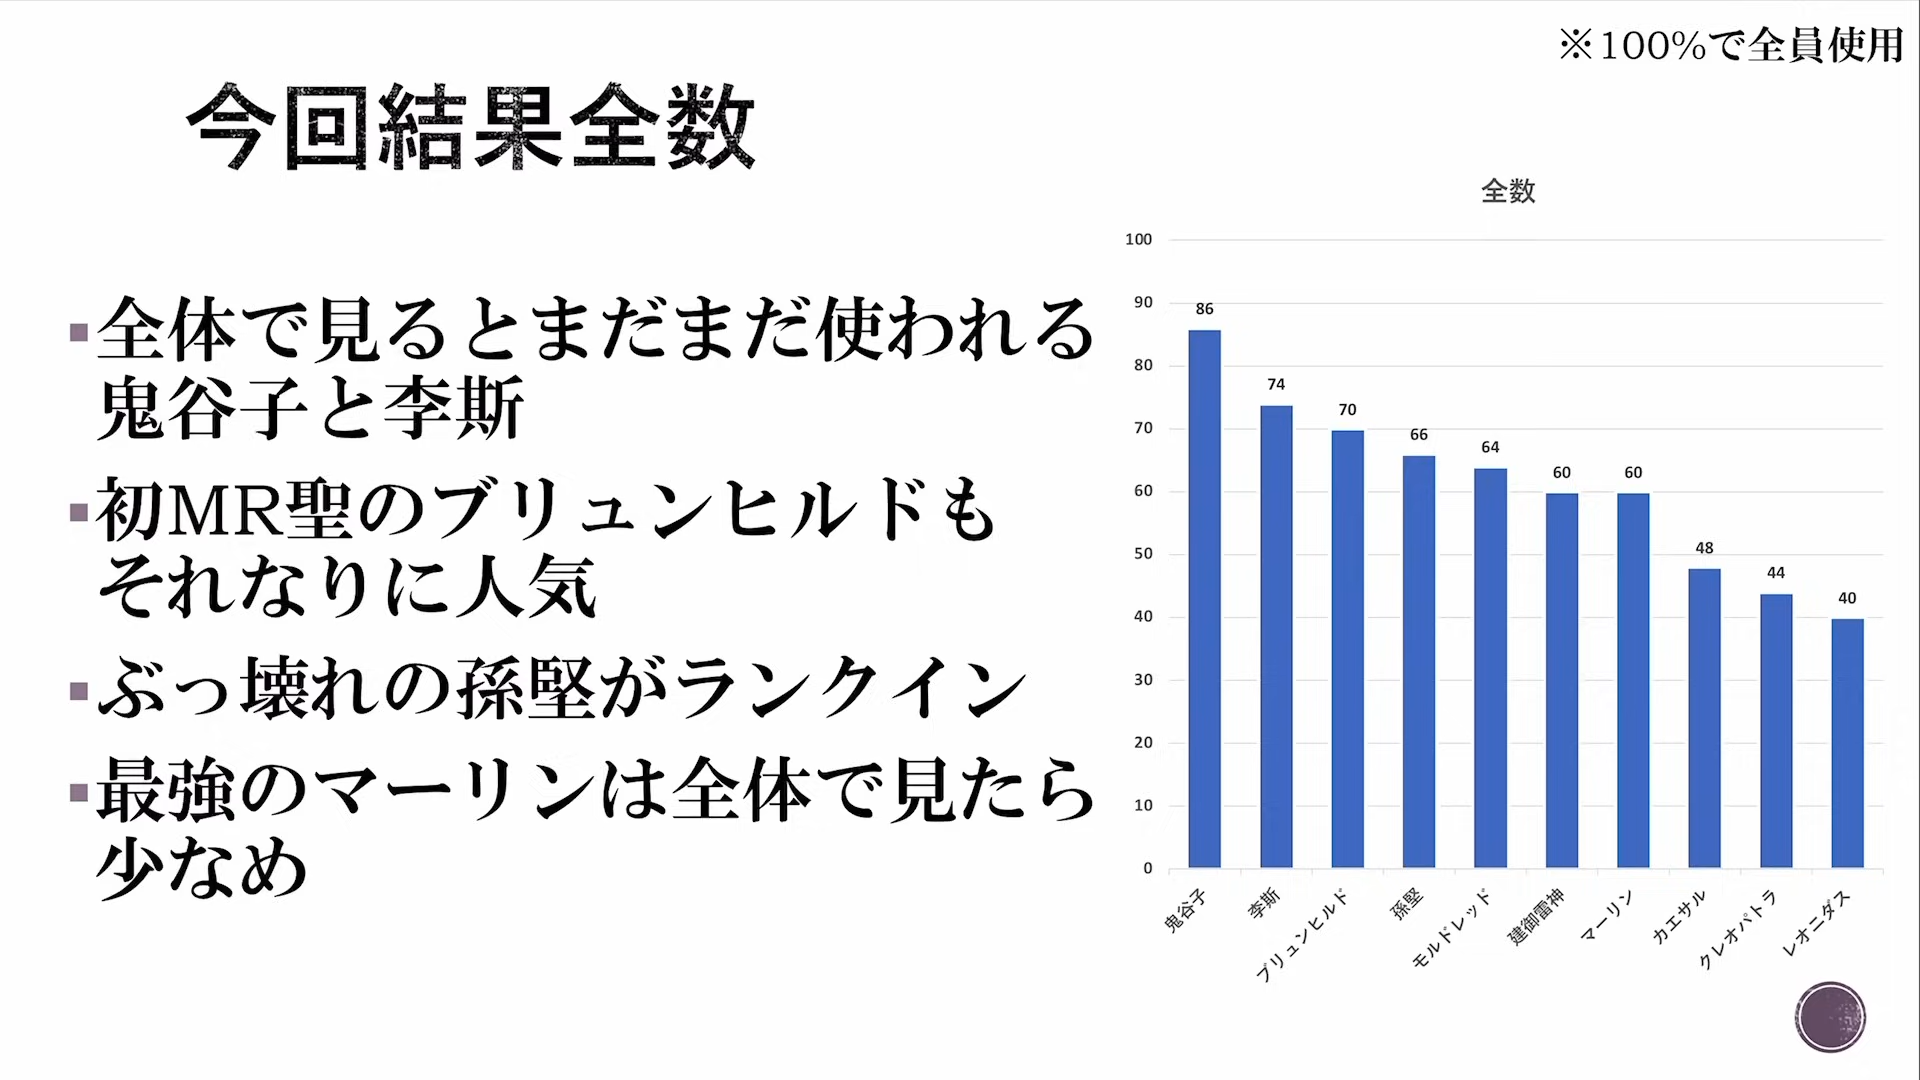 ※100%で全員使用
今回結果全数
▪全体で見るとまだまだ使われる
鬼谷子と李斯
▪初MR聖のブリュンヒルドも
それなりに人気
▪ぶっ壊れの孫堅がランクイン
▪最強のマーリンは全体で見たら
少なめ
全数
100
90
80
70
60
50
40
30
20
10
0
86
74
70
66
64
60
60
48
44
40
鬼谷子
李斯
ブリュンヒルド
孫堅
モルドレッド
建御雷神
マーリン
カエサル
クレオパトラ
レオニダス